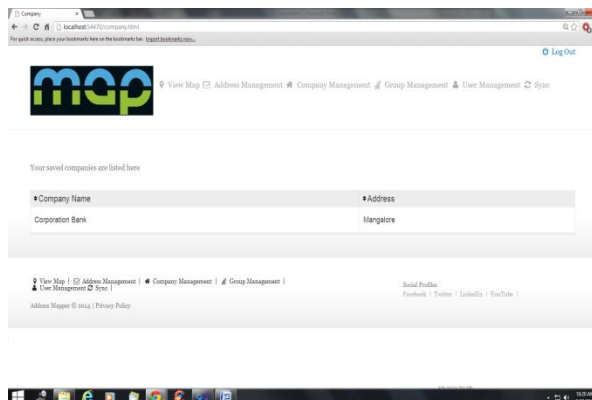 Company
localhost:54470/company.html
For quick access, place your bookmarks here on the bookmarks bar. Import bookmarks now...
Log Out
map
View Map Address Management Company Management Group Management User Management Sync
Your saved companies are listed here
Company Name Address
Corporation Bank Mangalore
View Map | Address Management | Company Management | Group Management |
User Management Sync |
Social Profiles
Facebook | Twitter | LinkedIn | YouTube |
Address Mapper © 2014 | Privacy Policy